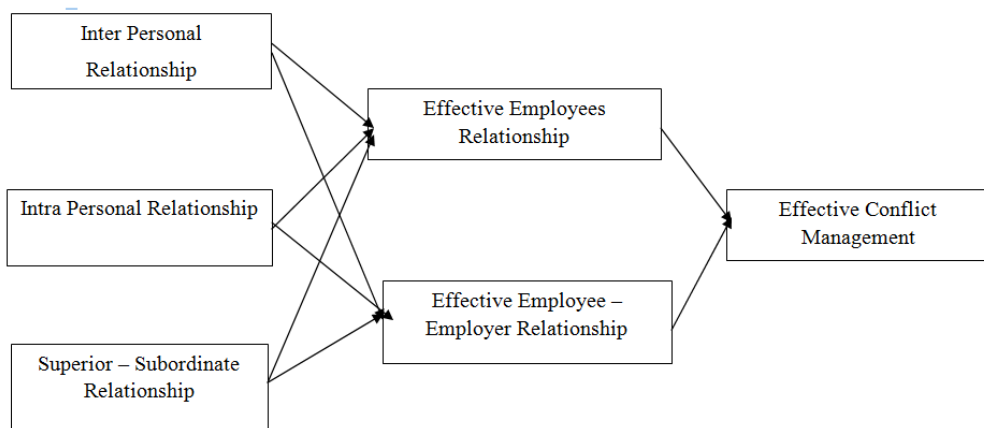 Inter Personal
Relationship
Effective Employees
Relationship
Intra Personal Relationship
Effective Conflict
Management
Effective Employee –
Employer Relationship
Superior – Subordinate
Relationship